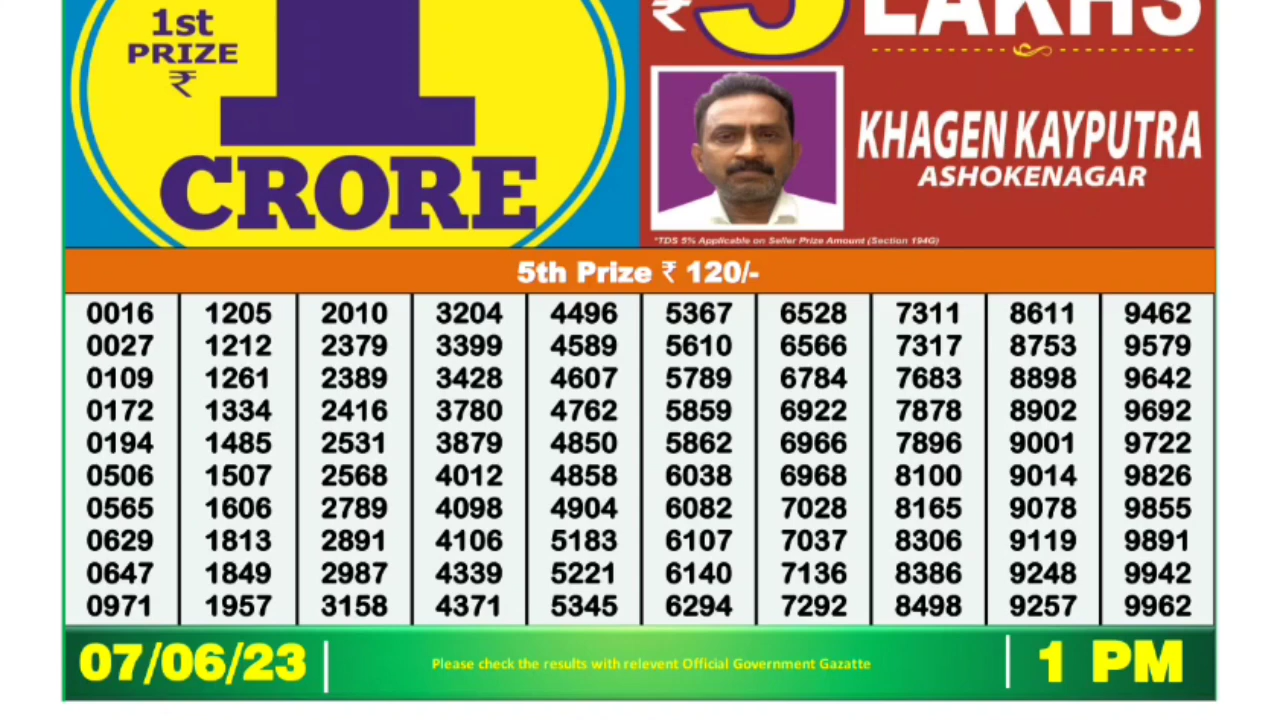 1st
PRIZE
₹
1
CRORE
₹ 5 LAKHS
KHAGEN KAYPUTRA
ASHOKENAGAR
*TDS 5% Applicable on Seller Prize Amount (Section 194G)
5th Prize ₹ 120/-
0016 1205 2010 3204 4496 5367 6528 7311 8611 9462
0027 1212 2379 3399 4589 5610 6566 7317 8753 9579
0109 1261 2389 3428 4607 5789 6784 7683 8898 9642
0172 1334 2416 3780 4762 5859 6922 7878 8902 9692
0194 1485 2531 3879 4850 5862 6966 7896 9001 9722
0506 1507 2568 4012 4858 6038 6968 8100 9014 9826
0565 1606 2789 4098 4904 6082 7028 8165 9078 9855
0629 1813 2891 4106 5183 6107 7037 8306 9119 9891
0647 1849 2987 4339 5221 6140 7136 8386 9248 9942
0971 1957 3158 4371 5345 6294 7292 8498 9257 9962
07/06/23 Please check the results with relevent Official Government Gazatte 1 PM